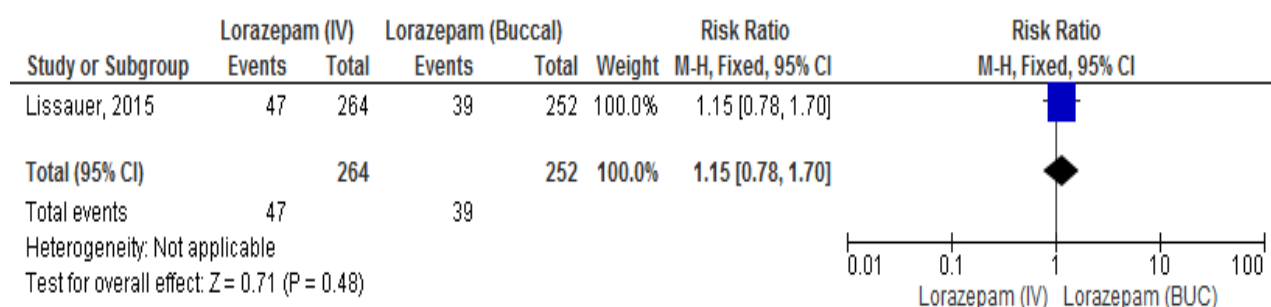 Lorazepam (IV) Lorazepam (Buccal) Risk Ratio Risk Ratio
Study or Subgroup Events Total Events Total Weight M-H, Fixed, 95% CI M-H, Fixed, 95% CI
Lissauer, 2015 47 264 39 252 100.0% 1.15 [0.78, 1.70]
Total (95% CI) 264 252 100.0% 1.15 [0.78, 1.70]
Total events 47 39
Heterogeneity: Not applicable
Test for overall effect: Z = 0.71 (P = 0.48)
0.01 0.1 1 10 100
Lorazepam (IV) Lorazepam (BUC)